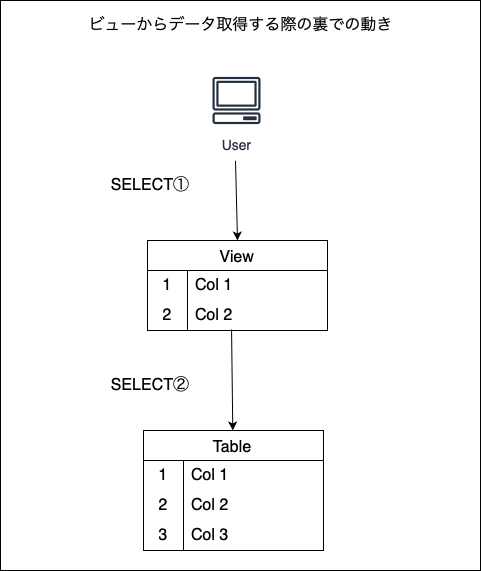 ビューからデータ取得する際の裏での動き
User
SELECT①
View
1 Col 1
2 Col 2
SELECT②
Table
1 Col 1
2 Col 2
3 Col 3